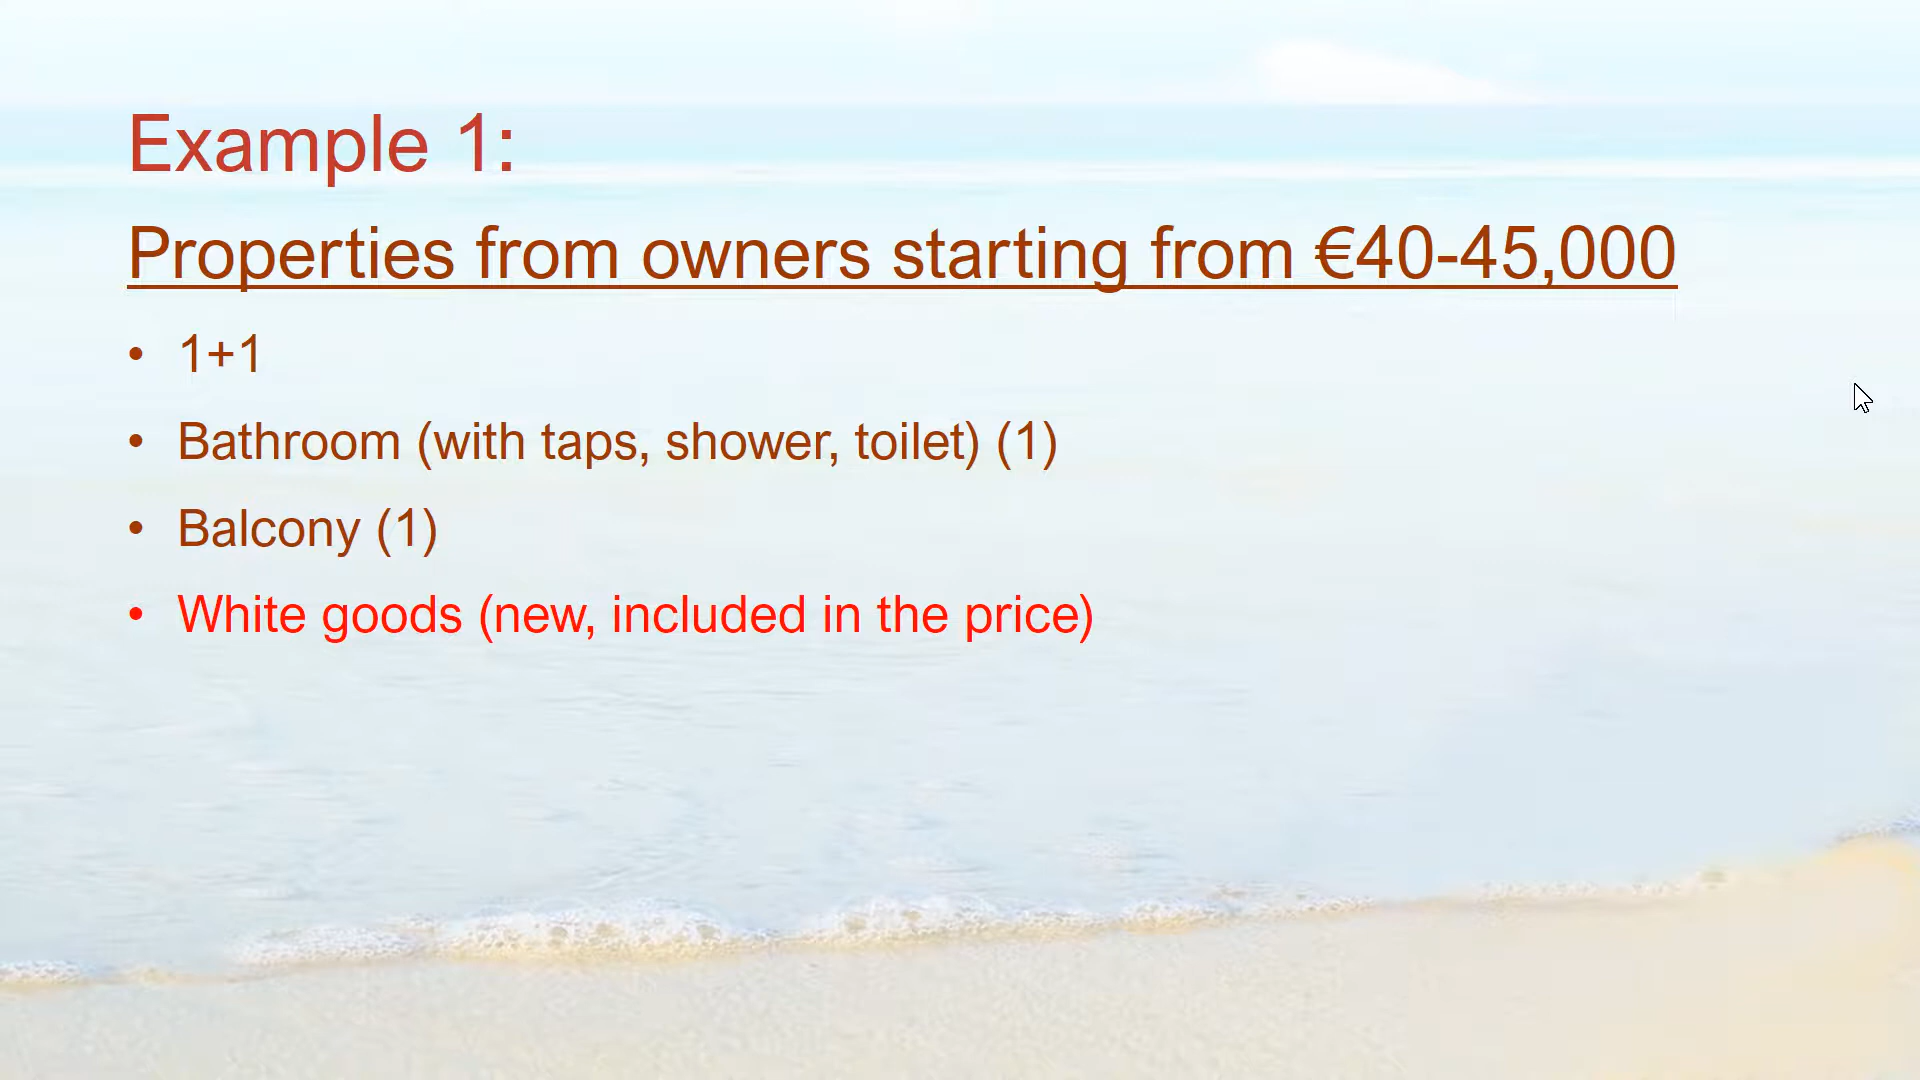 Example 1:
Properties from owners starting from €40-45,000
• 1+1
• Bathroom (with taps, shower, toilet) (1)
• Balcony (1)
• White goods (new, included in the price)